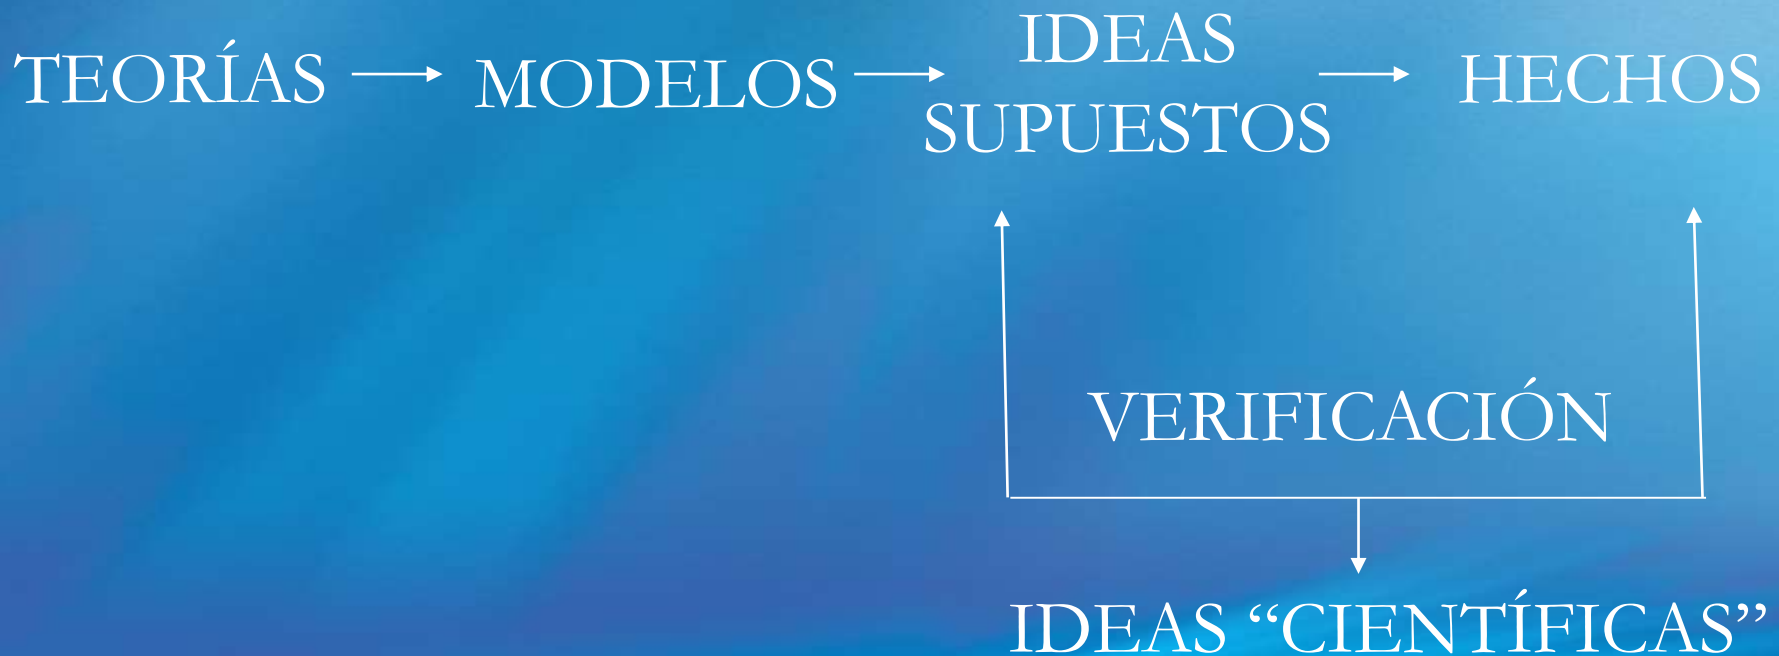 TEORÍAS
MODELOS
IDEAS
SUPUESTOS
HECHOS
VERIFICACIÓN
IDEAS “CIENTÍFICAS”